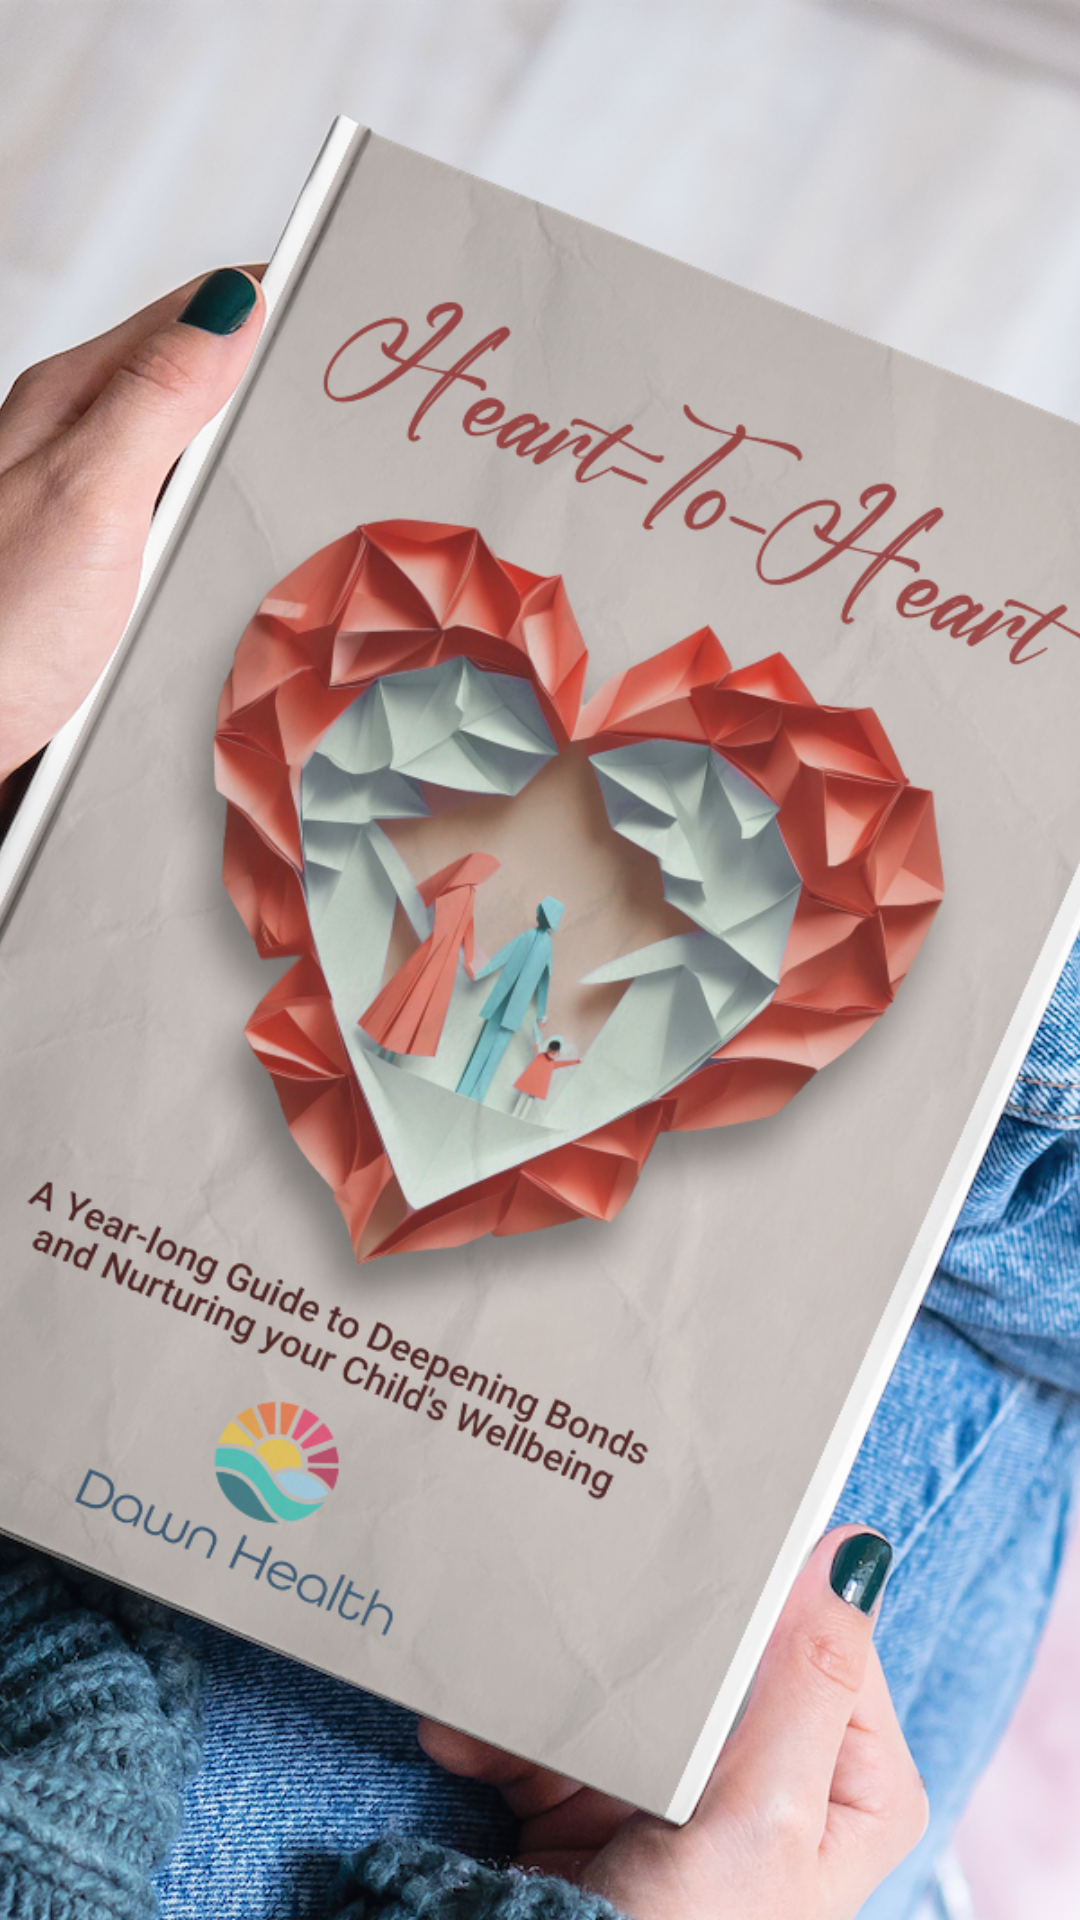 Heart-To-Heart
A Year-long Guide to Deepening Bonds
and Nurturing your Child's Wellbeing
Dawn Health